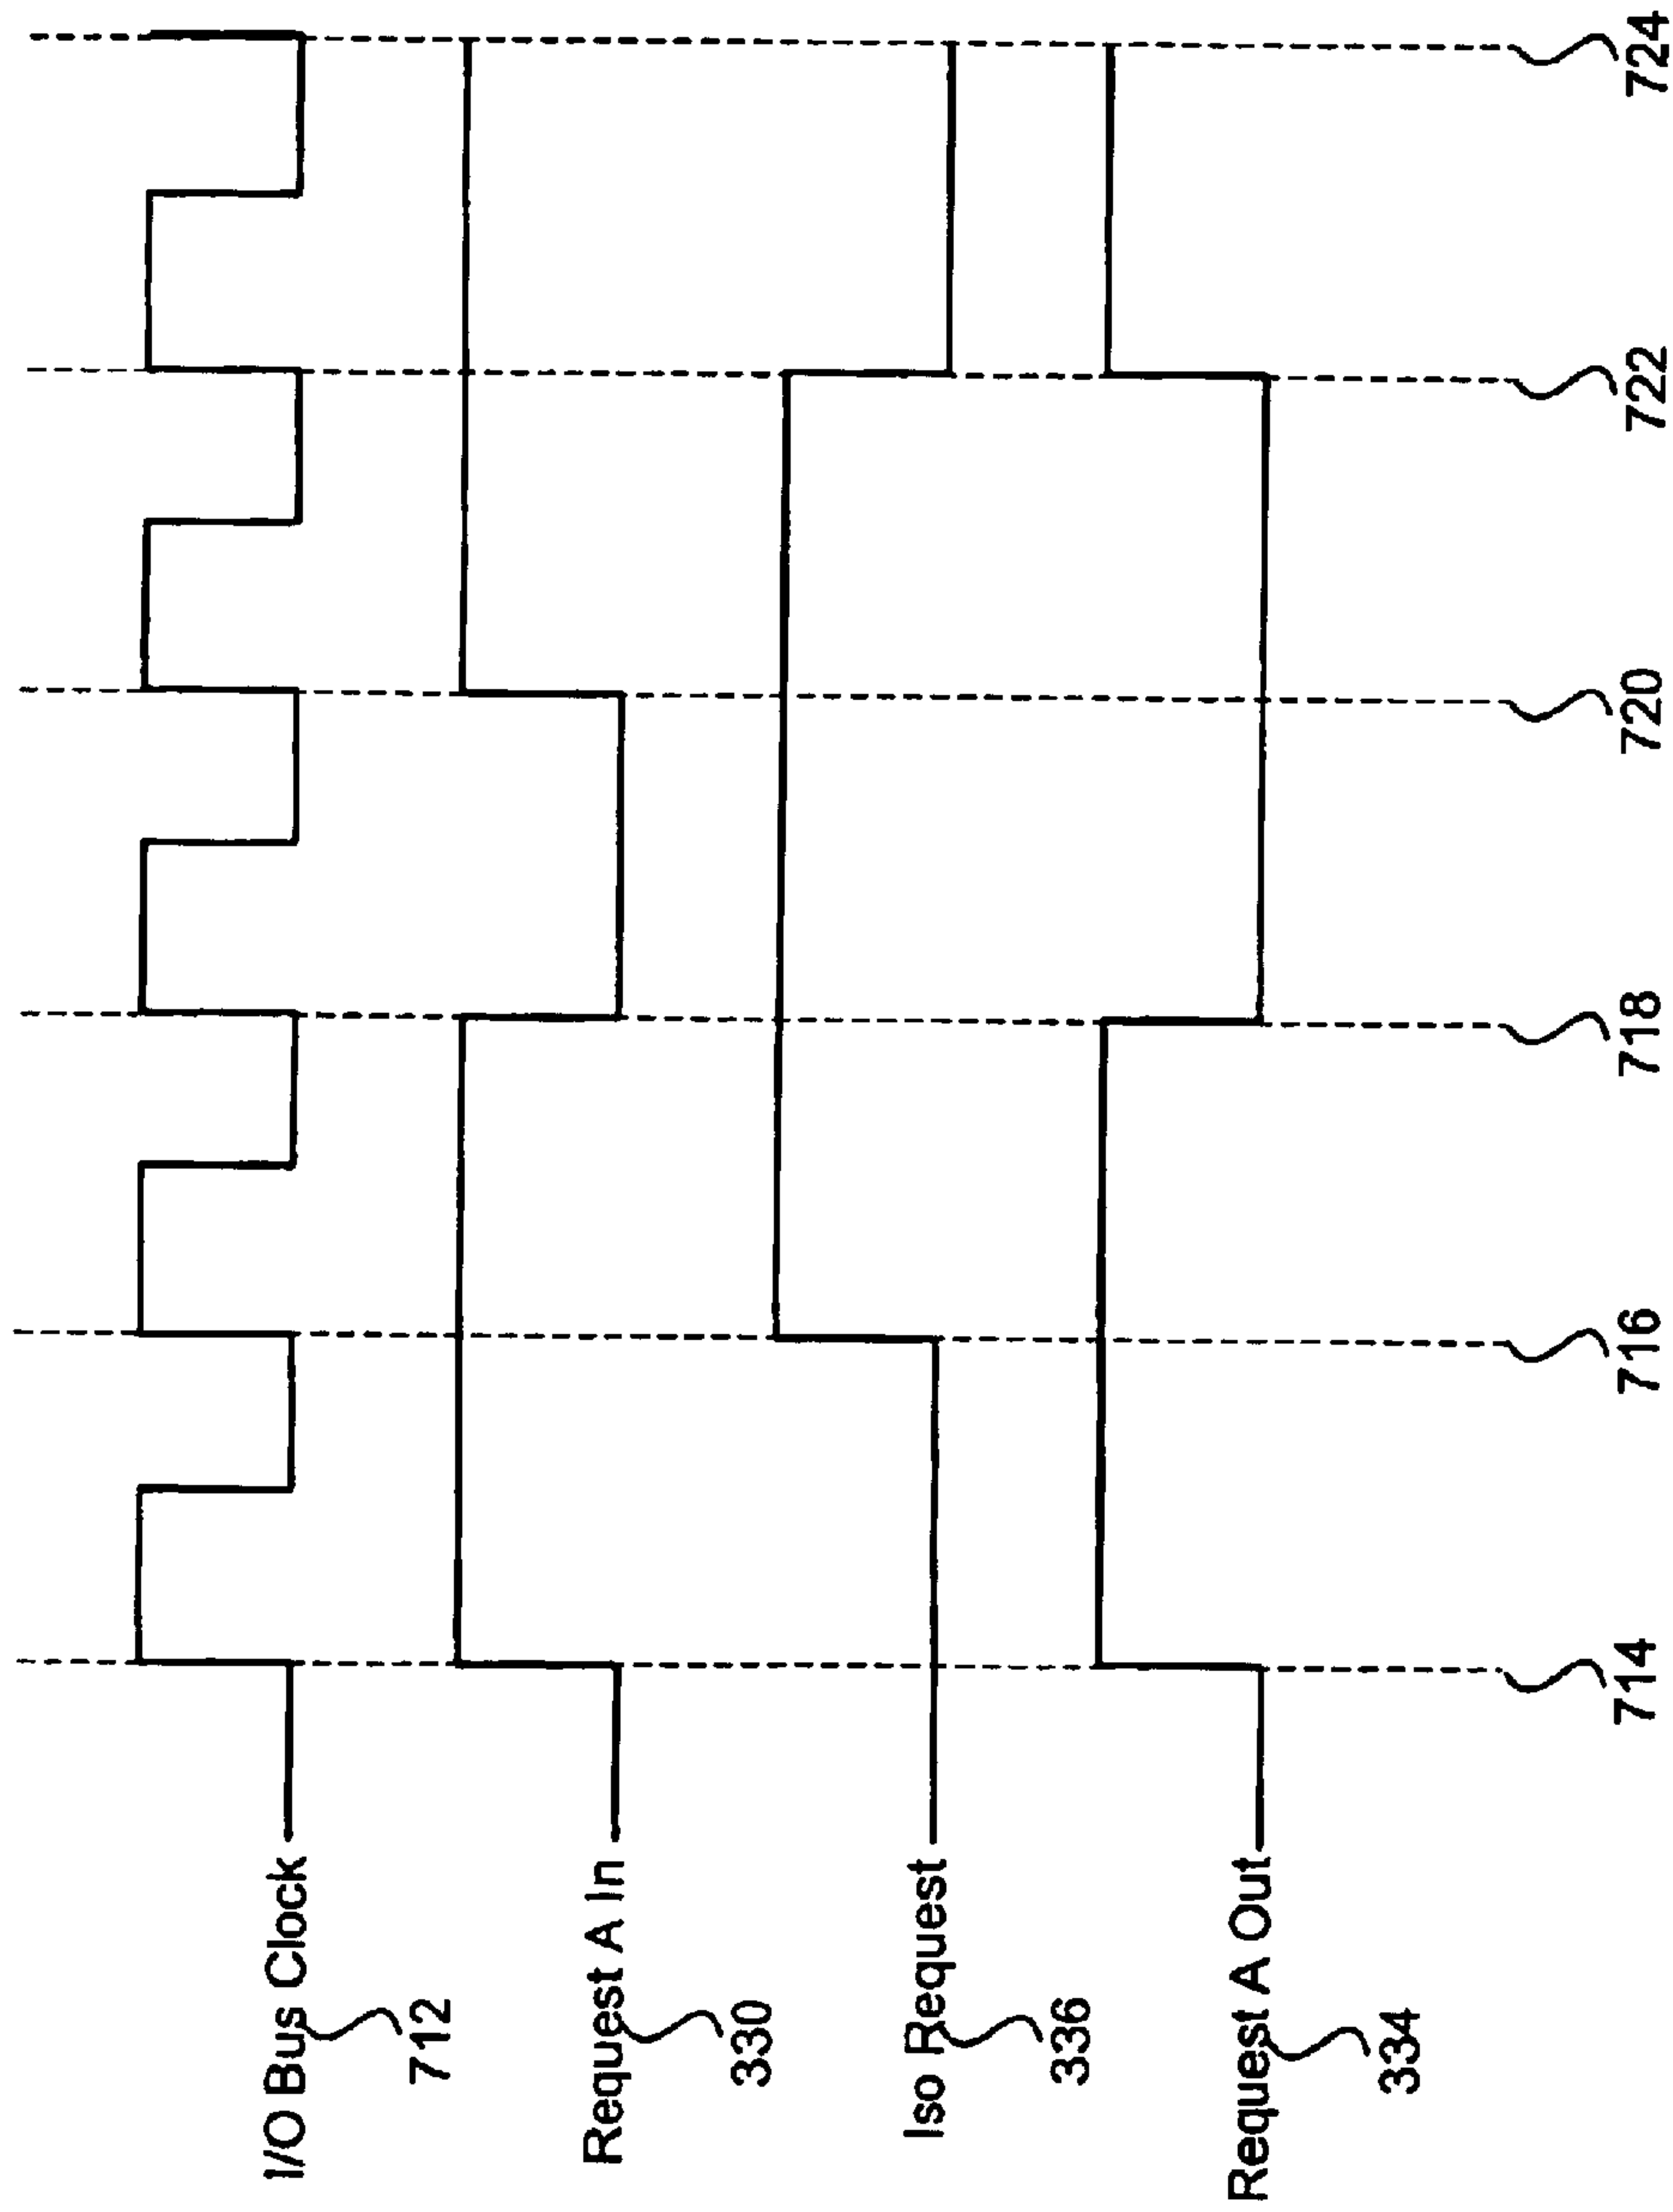 I/O Bus Clock
712
Request A In
330
Iso Request
336
Request A Out
334
714
716
718
720
722
724